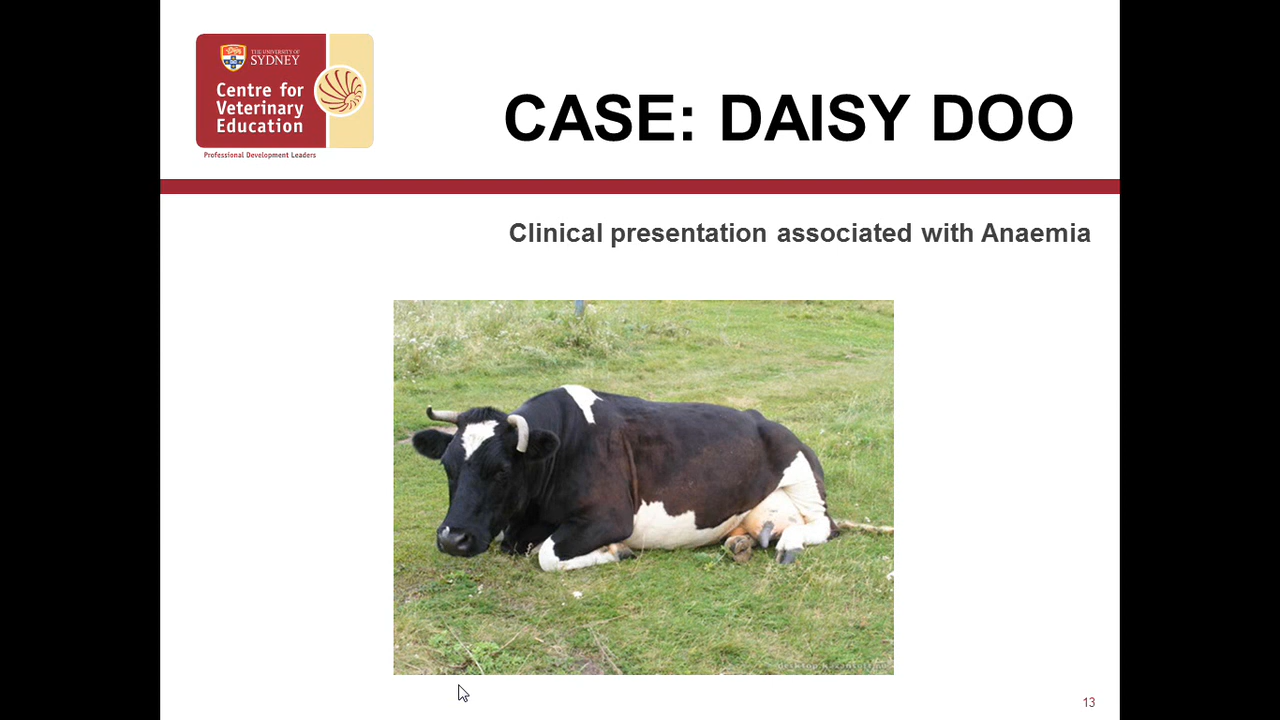 THE UNIVERSITY OF
SYDNEY
Centre for
Veterinary
Education
Professional Development Leaders
CASE: DAISY DOO
Clinical presentation associated with Anaemia
13